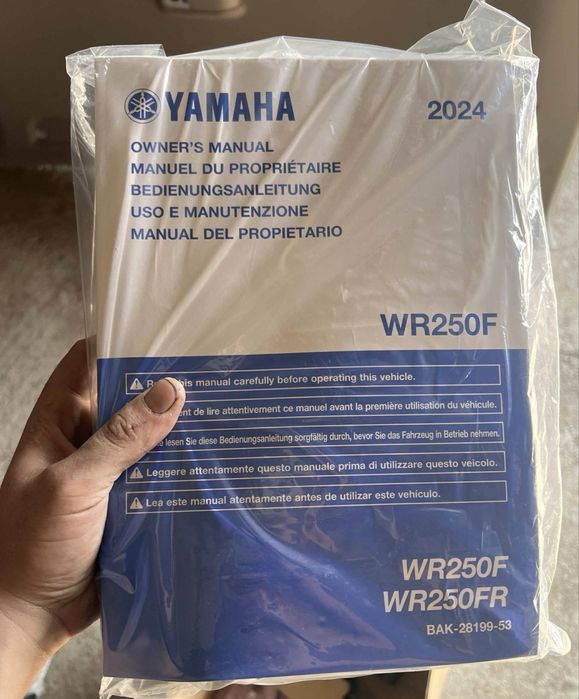 YAMAHA 2024
OWNER'S MANUAL
MANUEL DU PROPRIÉTAIRE
BEDIENUNGSANLEITUNG
USO E MANUTENZIONE
MANUAL DEL PROPIETARIO
WR250F
this manual carefully before operating this vehicle.
de lire attentivement ce manuel avant la première utilisation du véhicule.
lesen Sie diese Bedienungsanleitung sorgfältig durch, bevor Sie das Fahrzeug in Betrieb nehmen.
Leggere attentamente questo manuale prima di utilizzare questo veicolo.
Lea este manual atentamente antes de utilizar este vehículo.
WR250F
WR250FR
BAK-28199-53